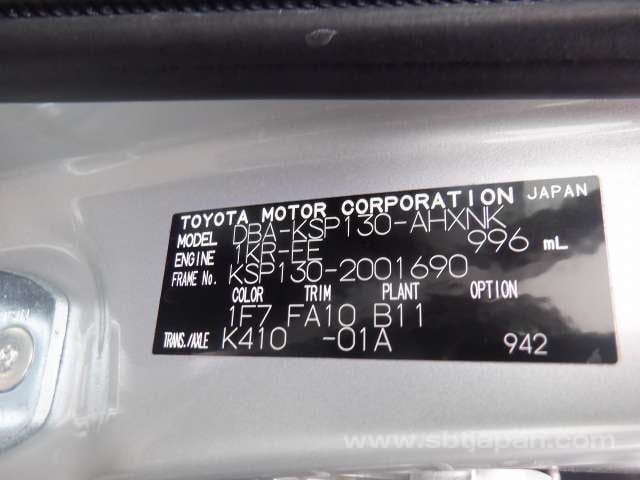 TOYOTA MOTOR CORPORATION JAPAN
MODEL DBA-KSP130-AHXNK
ENGINE 1KR-FE 996 mL
FRAME No. KSP130-2001690
COLOR TRIM PLANT OPTION
1F7 FA10 B11
TRANS./AXLE K410 -01A 942
www.sbtjapan.com